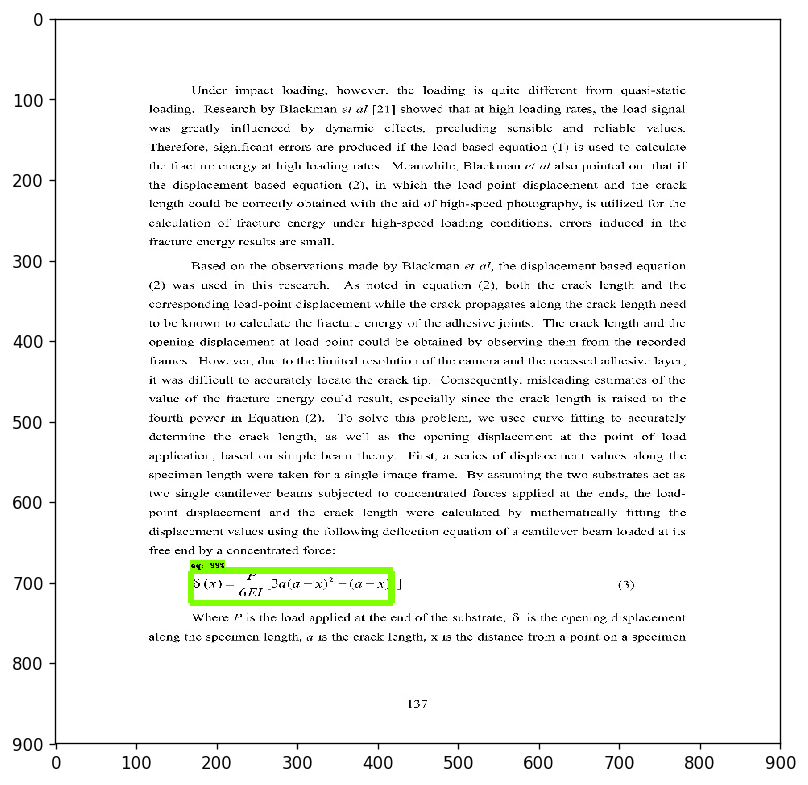 0
100
200
300
400
500
600
700
800
900
0 100 200 300 400 500 600 700 800 900
Under impact loading, however, the loading is quite different from quasi-static
loading. Research by Blackman et al [21] showed that at high loading rates, the load signal
was greatly influenced by dynamic effects, precluding sensible and reliable values.
Therefore, significant errors are produced if the load based equation (1) is used to calculate
the fracture energy at high loading rates. Meanwhile, Blackman et al also pointed out that if
the displacement based equation (2), in which the load point displacement and the crack
length could be correctly obtained with the aid of high-speed photography, is utilized for the
calculation of fracture energy under high-speed loading conditions, errors induced in the
fracture energy results are small.
Based on the observations made by Blackman et al, the displacement based equation
(2) was used in this research. As noted in equation (2), both the crack length and the
corresponding load-point displacement while the crack propagates along the crack length need
to be known to calculate the fracture energy of the adhesive joints. The crack length and the
opening displacement at load point could be obtained by observing them from the recorded
frames. However, due to the limited resolution of the camera and the recessed adhesive layer,
it was difficult to accurately locate the crack tip. Consequently, misleading estimates of the
value of the fracture energy could result, especially since the crack length is raised to the
fourth power in Equation (2). To solve this problem, we used curve fitting to accurately
determine the crack length, as well as the opening displacement at the point of load
application, based on simple beam theory. First, a series of displacement values along the
specimen length were taken for a single image frame. By assuming the two substrates act as
two single cantilever beams subjected to concentrated forces applied at the ends, the load-
point displacement and the crack length were calculated by mathematically fitting the
displacement values using the following deflection equation of a cantilever beam loaded at its
free end by a concentrated force:
δ(x) = P/6EI [3a(a−x)² −(a−x) ] (3)
Where P is the load applied at the end of the substrate, δ is the opening displacement
along the specimen length, a is the crack length, x is the distance from a point on a specimen
137